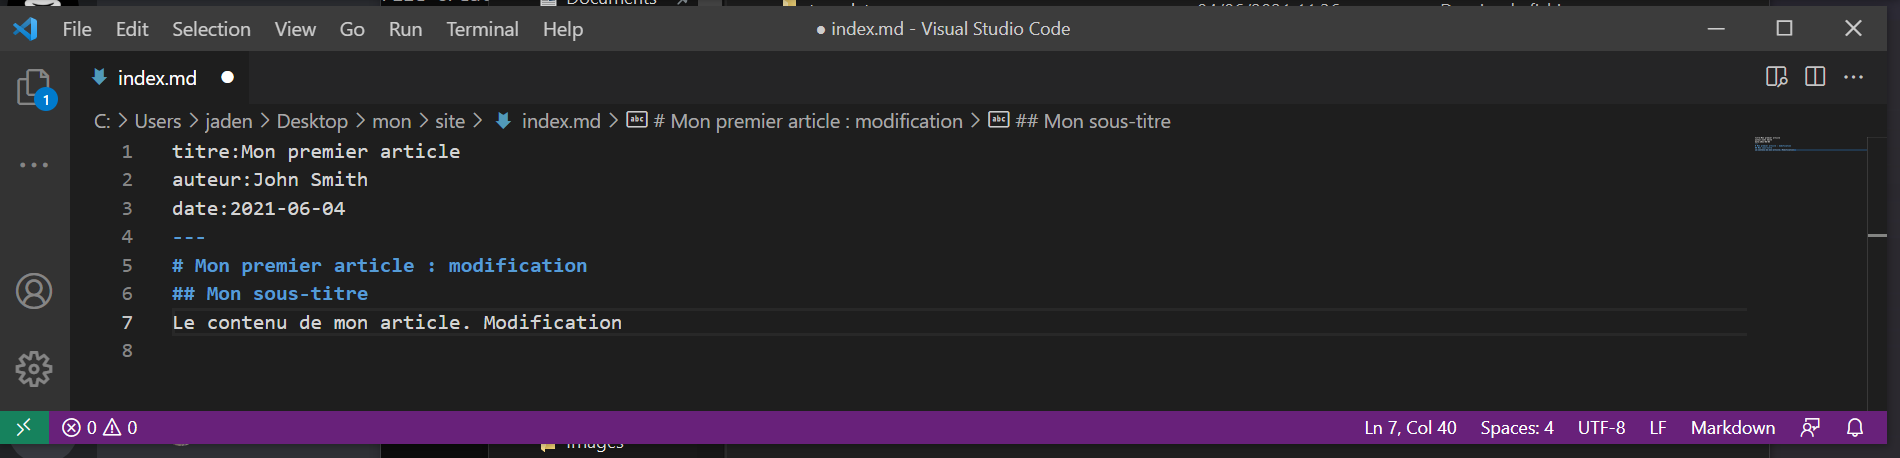 Documents
File Edit Selection View Go Run Terminal Help ● index.md - Visual Studio Code
index.md
1
C: > Users > jaden > Desktop > mon > site > index.md > # Mon premier article : modification > ## Mon sous-titre
1 titre:Mon premier article
2 auteur:John Smith
3 date:2021-06-04
4 ---
5 # Mon premier article : modification
6 ## Mon sous-titre
7 Le contenu de mon article. Modification
8
0 0 Ln 7, Col 40 Spaces: 4 UTF-8 LF Markdown
Images